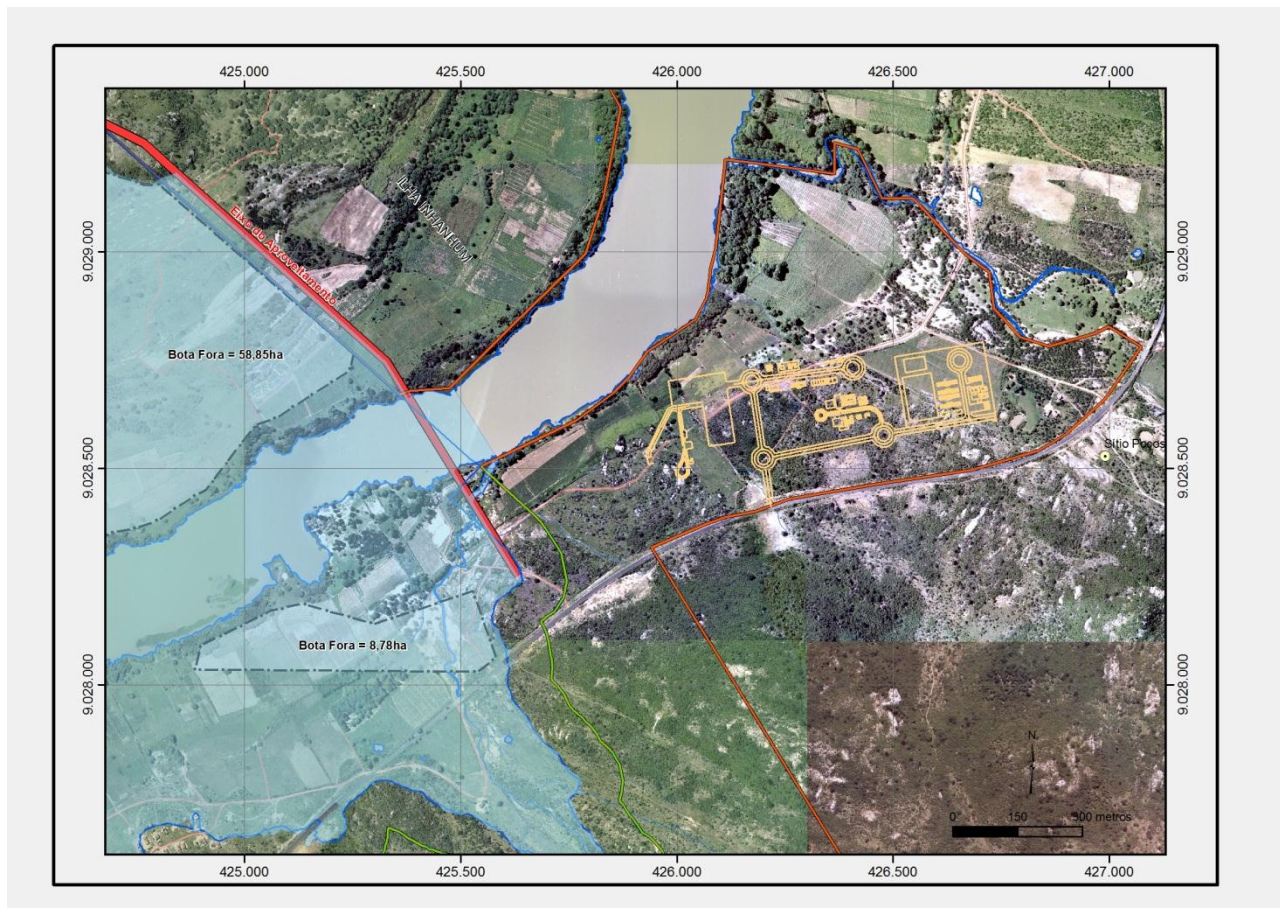 425.000 425.500 426.000 426.500 427.000
ILHA INHANHUM
9.029.000 9.029.000
Eixo do Aproveitamento
Bota Fora = 58,85ha
Sítio Poços
9.028.500 9.028.500
Bota Fora = 8,78ha
9.028.000 9.028.000
N
0 150 300 metros
425.000 425.500 426.000 426.500 427.000